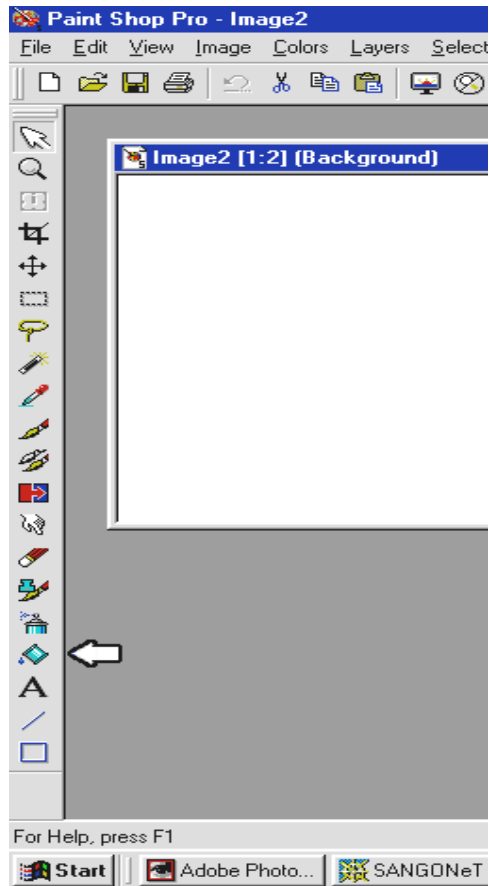 Paint Shop Pro - Image2
File Edit View Image Colors Layers Select
Image2 [1:2] (Background)
A
For Help, press F1
Start Adobe Photo... SANGONeT